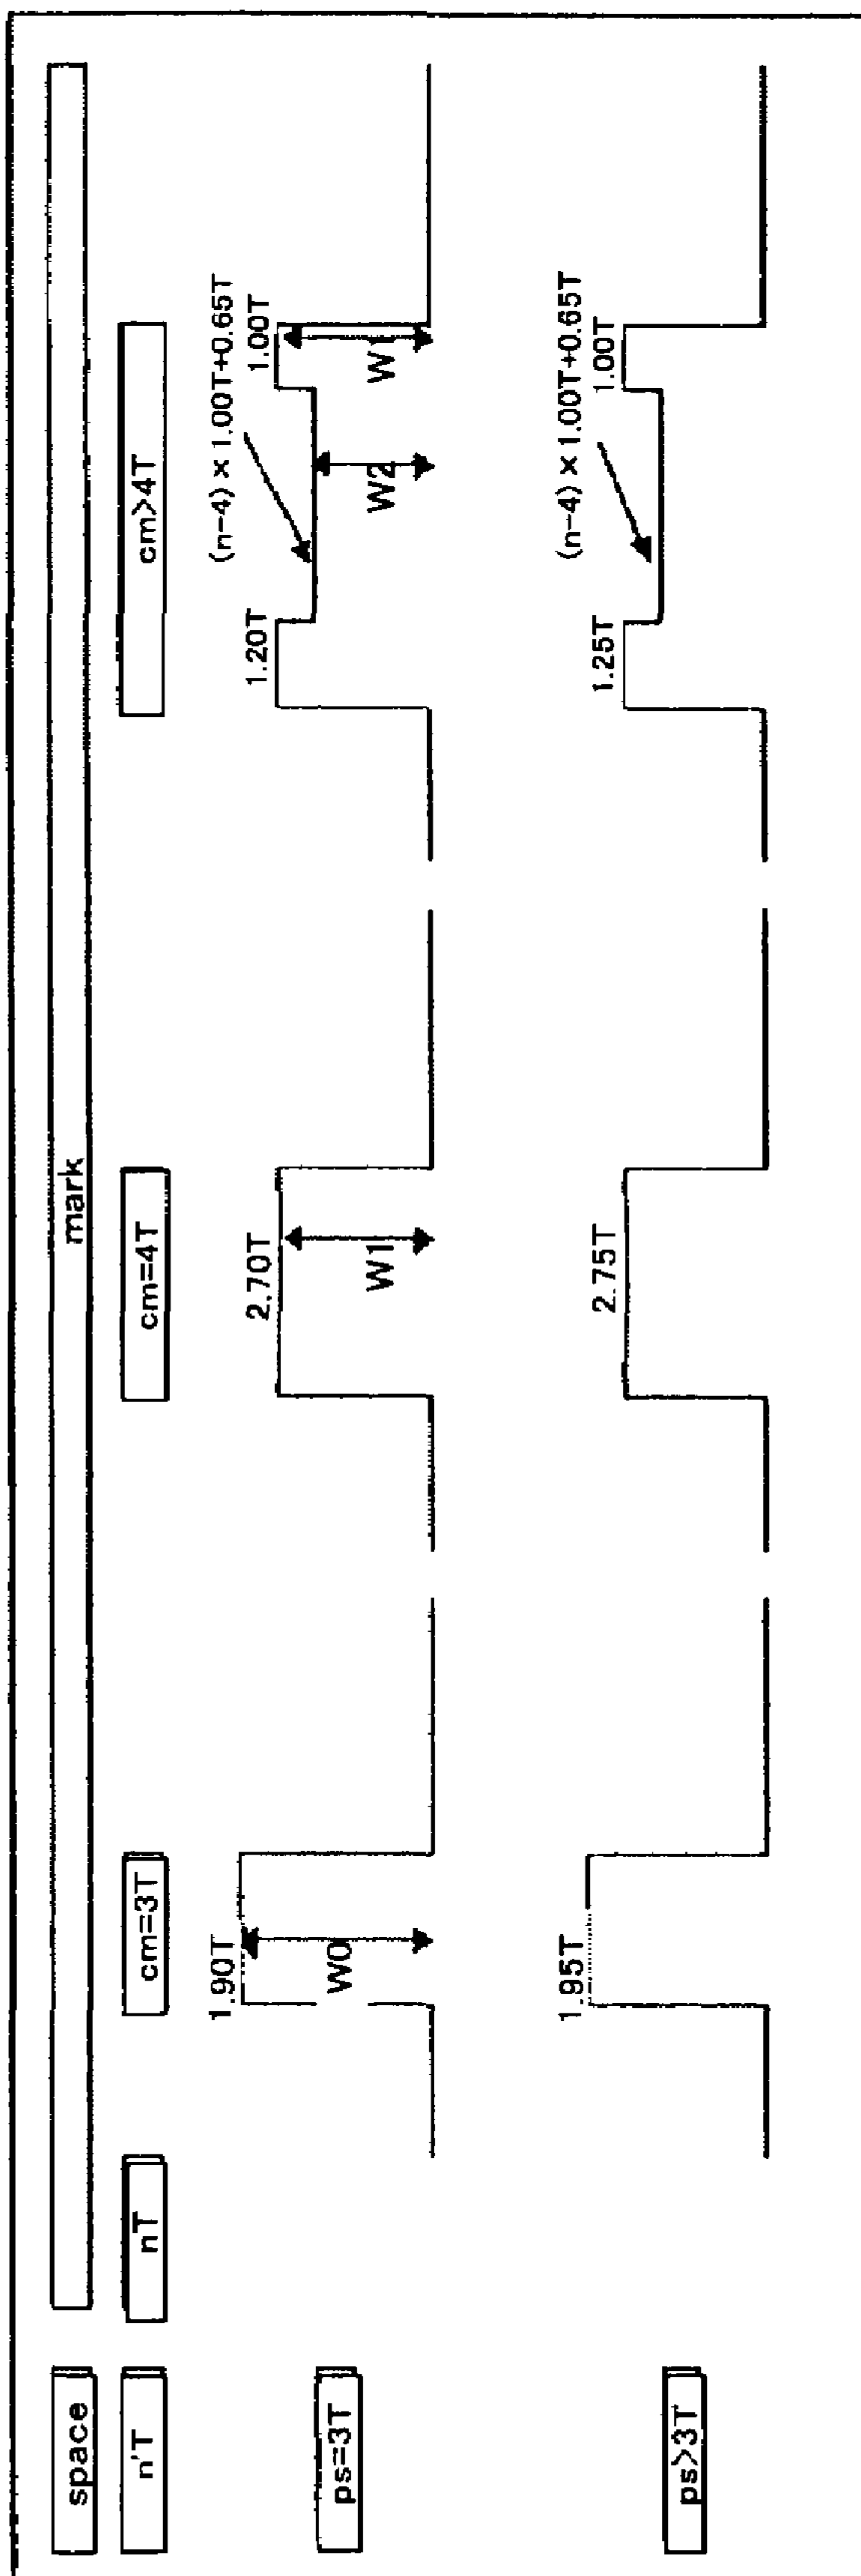 space
mark
n'T
nT
cm=3T
cm=4T
cm>4T
ps=3T
1.90T
W0
2.70T
W1
1.20T
(n-4)×1.00T+0.65T
1.00T
W2
W1
ps>3T
1.95T
2.75T
1.25T
(n-4)×1.00T+0.65T
1.00T